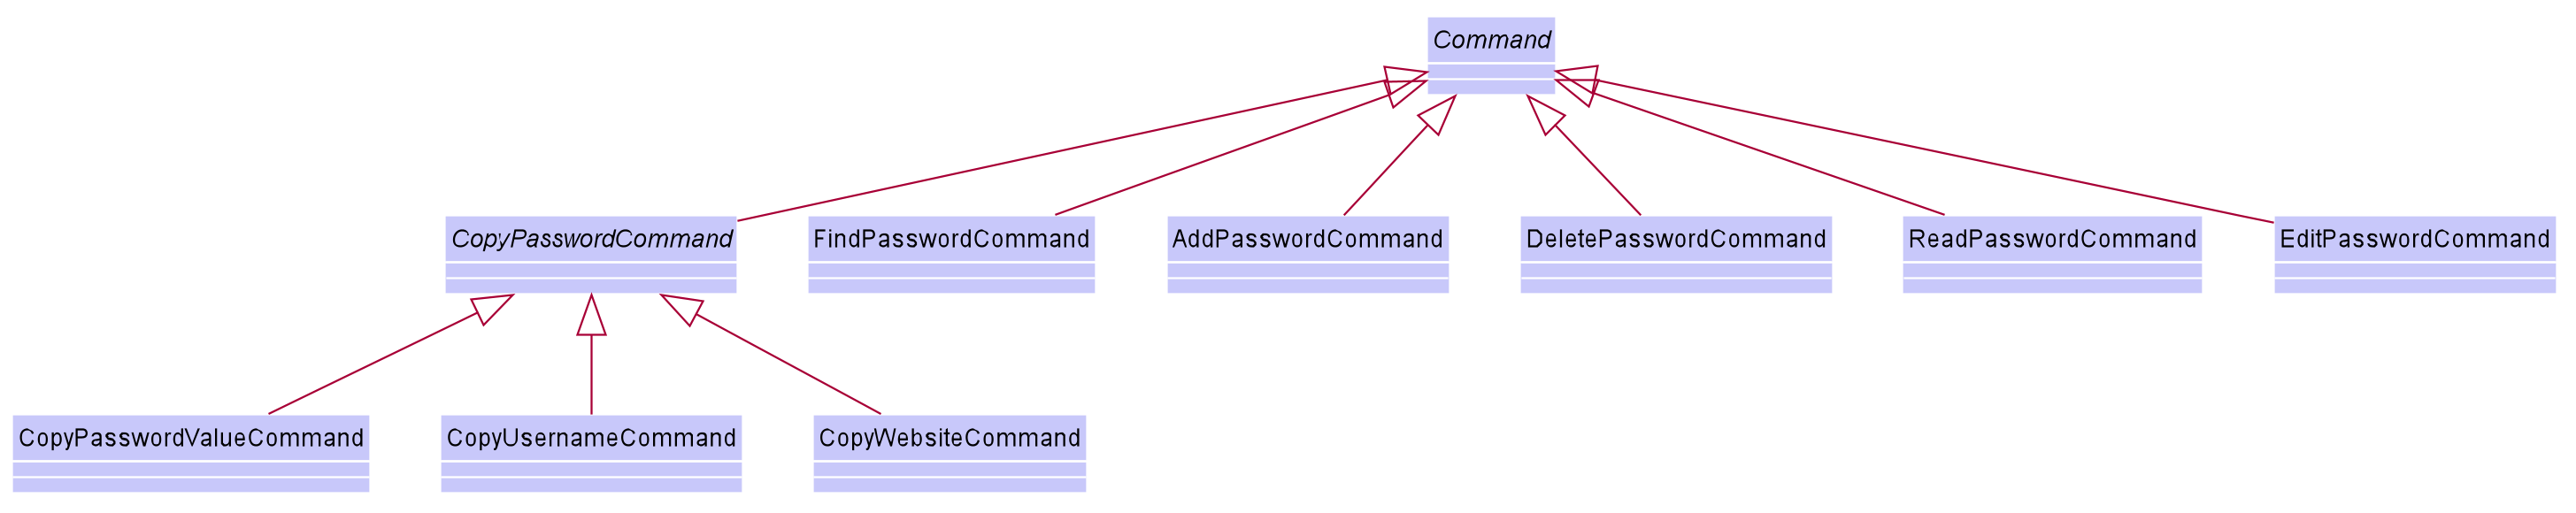 Command
CopyPasswordCommand
FindPasswordCommand
AddPasswordCommand
DeletePasswordCommand
ReadPasswordCommand
EditPasswordCommand
CopyPasswordValueCommand
CopyUsernameCommand
CopyWebsiteCommand